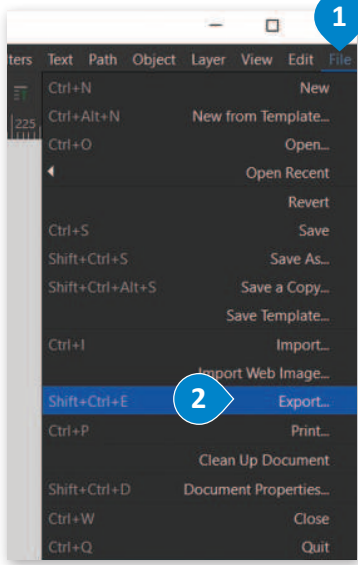 1
ters Text Path Object Layer View Edit File
225
Ctrl+N New
Ctrl+Alt+N New from Template...
Ctrl+O Open...
Open Recent
Revert
Ctrl+S Save
Shift+Ctrl+S Save As...
Shift+Ctrl+Alt+S Save a Copy...
Save Template...
Ctrl+I Import...
Import Web Image...
2
Shift+Ctrl+E Export...
Ctrl+P Print...
Clean Up Document
Shift+Ctrl+D Document Properties...
Ctrl+W Close
Ctrl+Q Quit